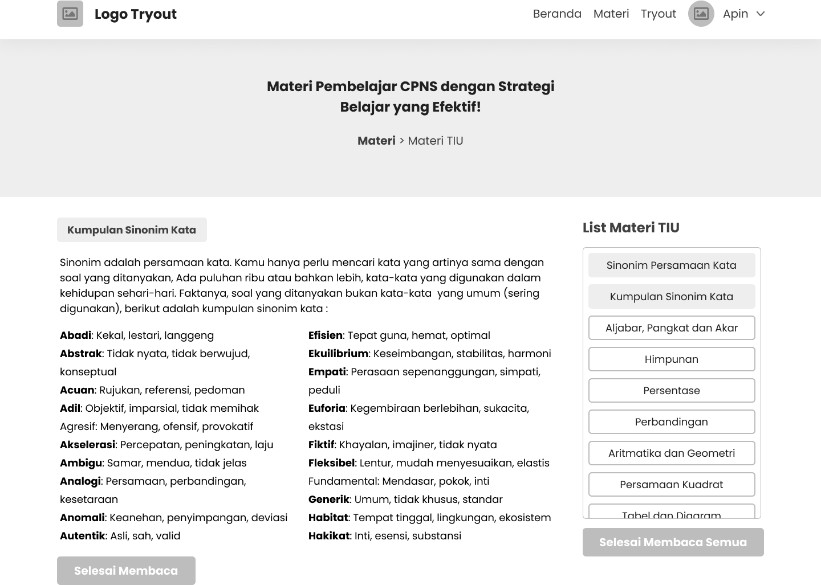 Logo Tryout
Beranda Materi Tryout Apin
Materi Pembelajar CPNS dengan Strategi
Belajar yang Efektif!
Materi > Materi TIU
Kumpulan Sinonim Kata
Sinonim adalah persamaan kata. Kamu hanya perlu mencari kata yang artinya sama dengan
soal yang ditanyakan, Ada puluhan ribu atau bahkan lebih, kata-kata yang digunakan dalam
kehidupan sehari-hari. Faktanya, soal yang ditanyakan bukan kata-kata yang umum (sering
digunakan), berikut adalah kumpulan sinonim kata :
Abadi: Kekal, lestari, langgeng
Abstrak: Tidak nyata, tidak berwujud,
konseptual
Acuan: Rujukan, referensi, pedoman
Adil: Objektif, imparsial, tidak memihak
Agresif: Menyerang, ofensif, provokatif
Akselerasi: Percepatan, peningkatan, laju
Ambigu: Samar, mendua, tidak jelas
Analogi: Persamaan, perbandingan,
kesetaraan
Anomali: Keanehan, penyimpangan, deviasi
Autentik: Asli, sah, valid
Efisien: Tepat guna, hemat, optimal
Ekuilibrium: Keseimbangan, stabilitas, harmoni
Empati: Perasaan sepenanggungan, simpati,
peduli
Euforia: Kegembiraan berlebihan, sukacita,
ekstasi
Fiktif: Khayalan, imajiner, tidak nyata
Fleksibel: Lentur, mudah menyesuaikan, elastis
Fundamental: Mendasar, pokok, inti
Generik: Umum, tidak khusus, standar
Habitat: Tempat tinggal, lingkungan, ekosistem
Hakikat: Inti, esensi, substansi
Selesai Membaca
List Materi TIU
Sinonim Persamaan Kata
Kumpulan Sinonim Kata
Aljabar, Pangkat dan Akar
Himpunan
Persentase
Perbandingan
Aritmatika dan Geometri
Persamaan Kuadrat
Tabel dan Diagram
Selesai Membaca Semua